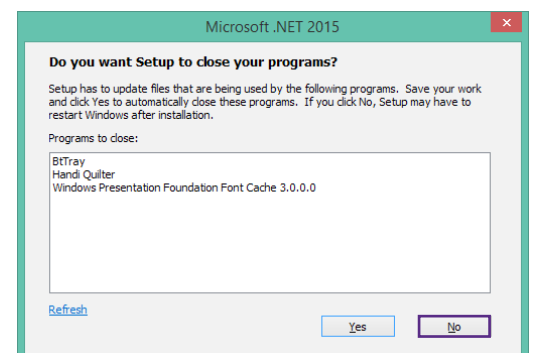 Microsoft .NET 2015
Do you want Setup to close your programs?
Setup has to update files that are being used by the following programs. Save your work
and click Yes to automatically close these programs. If you click No, Setup may have to
restart Windows after installation.
Programs to close:
BtTray
Handi Quilter
Windows Presentation Foundation Font Cache 3.0.0.0
Refresh
Yes
No